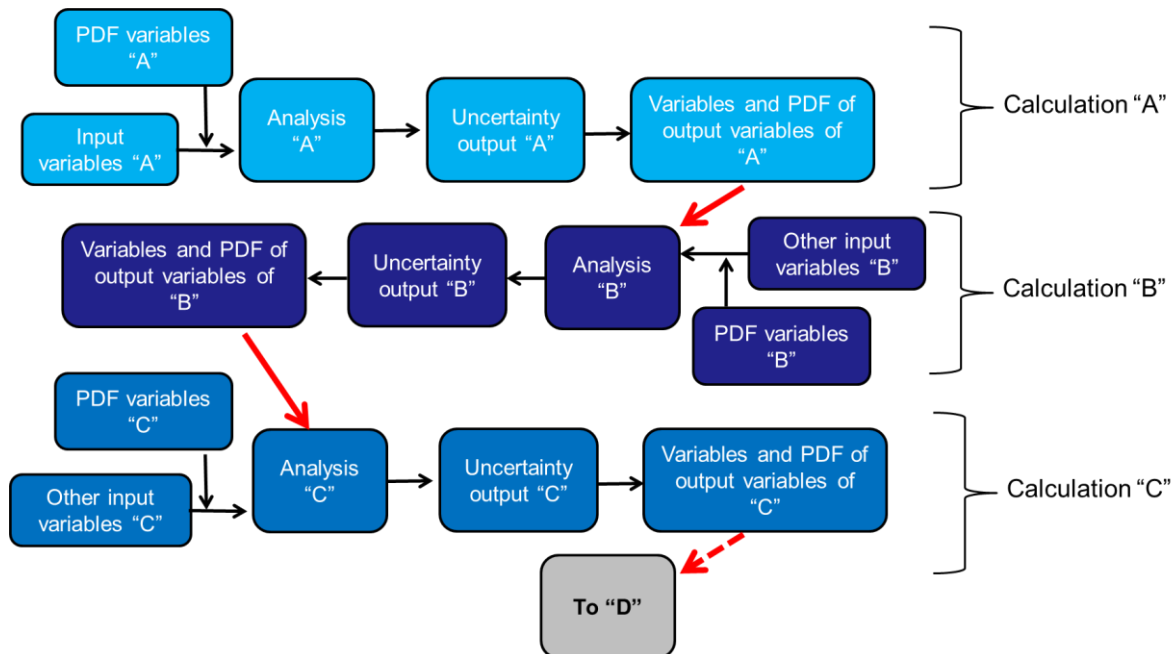 PDF variables
“A”
Input
variables “A”
Analysis
“A”
Uncertainty
output “A”
Variables and PDF of
output variables of
“A”
Calculation “A”
Variables and PDF of
output variables of
“B”
Uncertainty
output “B”
Analysis
“B”
Other input
variables “B”
PDF variables
“B”
Calculation “B”
PDF variables
“C”
Other input
variables “C”
Analysis
“C”
Uncertainty
output “C”
Variables and PDF of
output variables of
“C”
Calculation “C”
To “D”